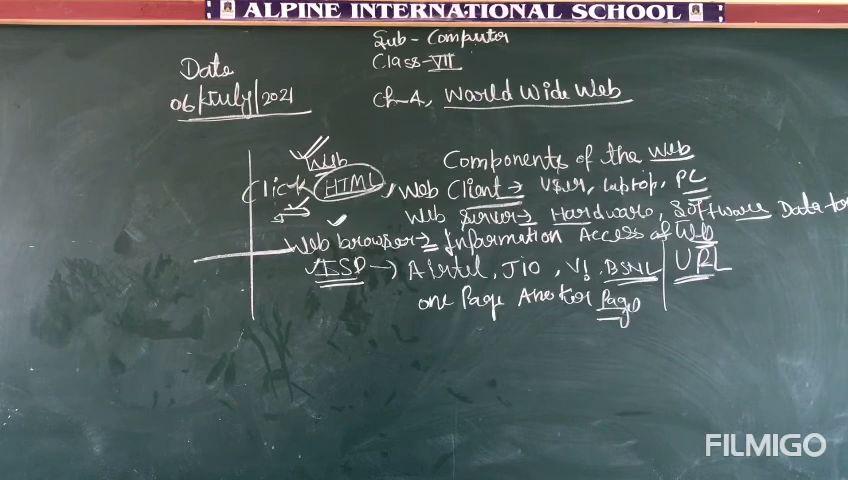 ALPINE INTERNATIONAL SCHOOL
Sub - Computer
Class - VII
Date
06/July/2021
Ch-4, World Wide Web
Web
Components of the Web
Click HTML, Web Client → User, Laptop, PC
Web Server → Hardware, Software Data
Web browser → Information Access of Web
ISP → Airtel, JIO, V!, BSNL URL
one Page Another Page
FILMIGO